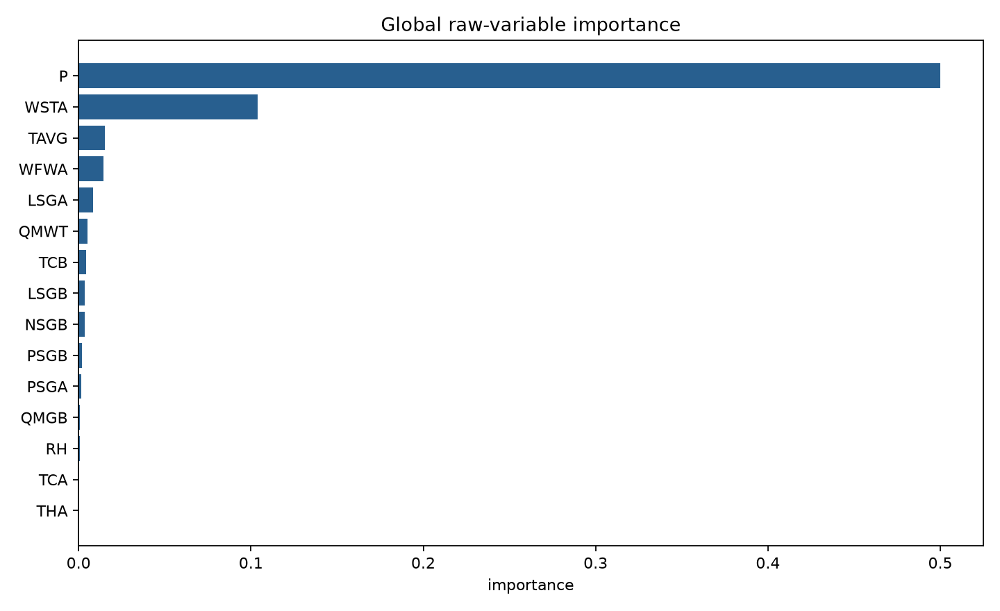 Global raw-variable importance
P
WSTA
TAVG
WFWA
LSGA
QMWT
TCB
LSGB
NSGB
PSGB
PSGA
QMGB
RH
TCA
THA
0.0 0.1 0.2 0.3 0.4 0.5
importance